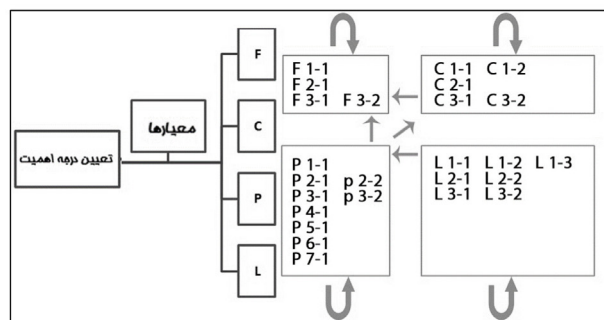 تعیین درجه اهمیت
معیارها
F
C
P
L
F 1-1
F 2-1
F 3-1 F 3-2
C 1-1 C 1-2
C 2-1
C 3-1 C 3-2
P 1-1
P 2-1 p 2-2
P 3-1 p 3-2
P 4-1
P 5-1
P 6-1
P 7-1
L 1-1 L 1-2 L 1-3
L 2-1 L 2-2
L 3-1 L 3-2